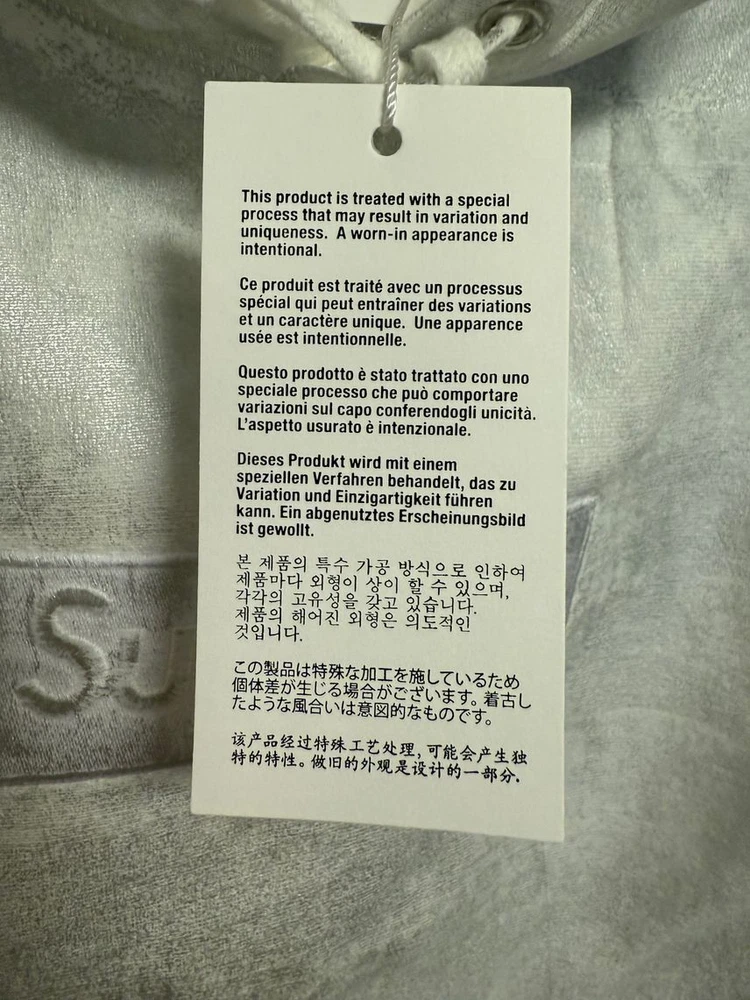 This product is treated with a special
process that may result in variation and
uniqueness.  A worn-in appearance is
intentional.
Ce produit est traité avec un processus
spécial qui peut entraîner des variations
et un caractère unique.  Une apparence
usée est intentionnelle.
Questo prodotto è stato trattato con uno
speciale processo che può comportare
variazioni sul capo conferendogli unicità.
L'aspetto usurato è intenzionale.
Dieses Produkt wird mit einem
speziellen Verfahren behandelt, das zu
Variation und Einzigartigkeit führen
kann. Ein abgenutztes Erscheinungsbild
ist gewollt.
본 제품의 특수 가공 방식으로 인하여
제품마다 외형이 상이 할 수 있으며,
각각의 고유성을 갖고 있습니다.
제품의 해어진 외형은 의도적인
것입니다.
この製品は特殊な加工を施しているため
個体差が生じる場合がございます。着古し
たような風合いは意図的なものです。
该产品经过特殊工艺处理, 可能会产生独
特的特性。做旧的外观是设计的一部分.